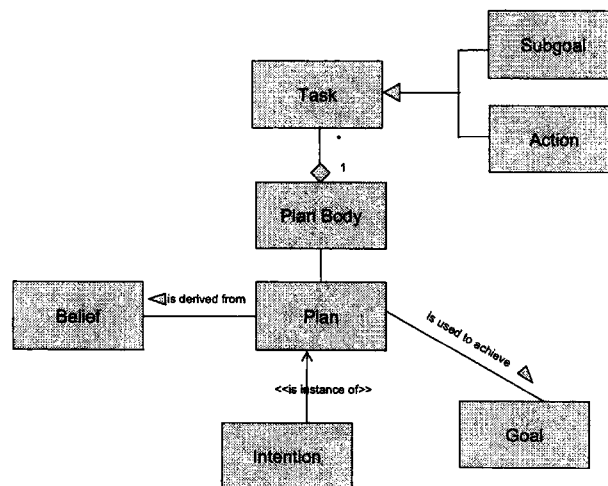 Subgoal
Task
Action
*
1
Plan Body
is derived from
Belief
Plan
is used to achieve
<<is instance of>>
Goal
Intention